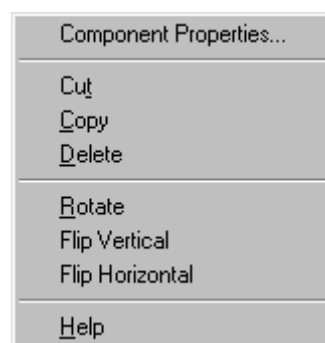 Component Properties...
Cut
Copy
Delete
Rotate
Flip Vertical
Flip Horizontal
Help